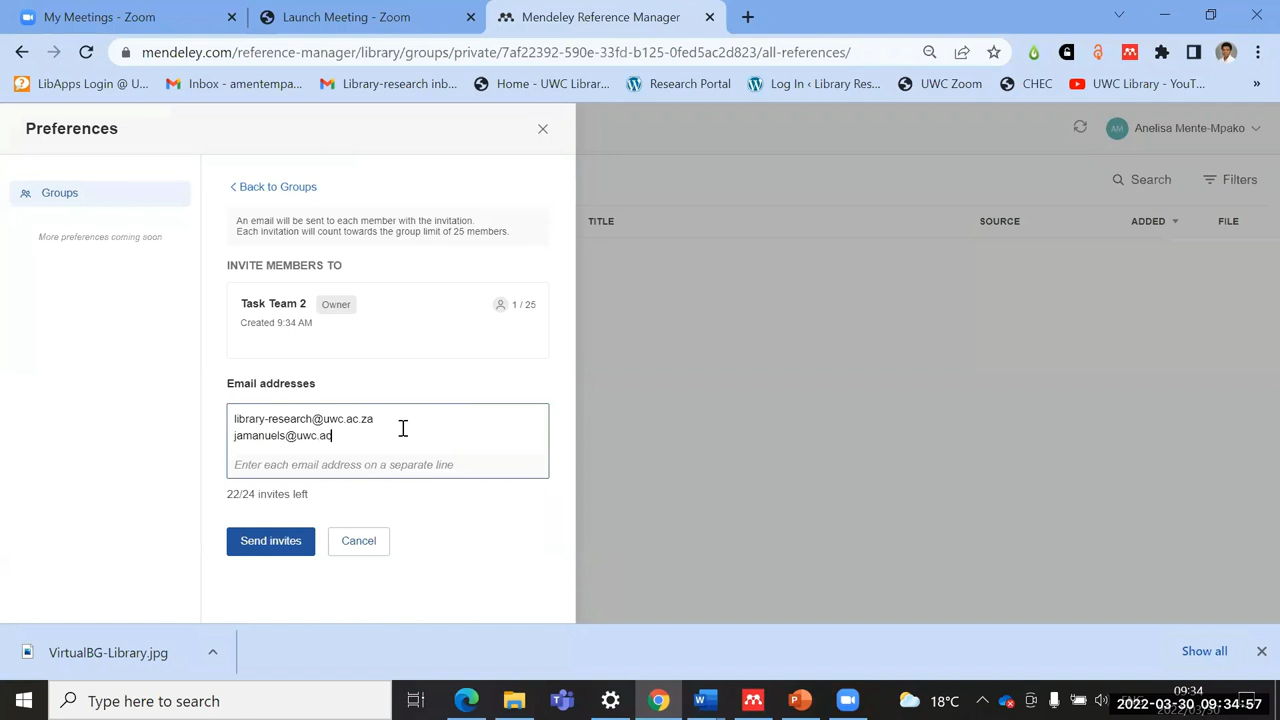 My Meetings - Zoom
Launch Meeting - Zoom
Mendeley Reference Manager
mendeley.com/reference-manager/library/groups/private/7af22392-590e-33fd-b125-0fed5ac2d823/all-references/
LibApps Login @ U...
Inbox - amentempa...
Library-research inb...
Home - UWC Librar...
Research Portal
Log In ‹ Library Res...
UWC Zoom
CHEC
UWC Library - YouT...
»
Preferences
AM
Anelisa Mente-Mpako
Groups
More preferences coming soon
Back to Groups
Search
Filters
An email will be sent to each member with the invitation.
Each invitation will count towards the group limit of 25 members.
TITLE
SOURCE
ADDED
FILE
INVITE MEMBERS TO
Task Team 2
Owner
1 / 25
Created 9:34 AM
Email addresses
library-research@uwc.ac.za
jamanuels@uwc.ac
Enter each email address on a separate line
22/24 invites left
Send invites
Cancel
VirtualBG-Library.jpg
Show all
Type here to search
18°C
09:34
2022-03-30 09:34:57